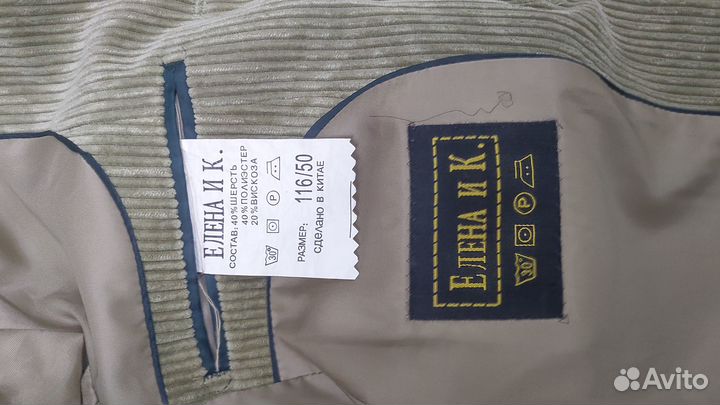 ЕЛЕНА И К.
СОСТАВ: 40% ШЕРСТЬ
40% ПОЛИЭСТЕР
20% ВИСКОЗА
30°
P
РАЗМЕР: 116/50
СДЕЛАНО В КИТАЕ
ЕЛЕНА И К.
30°
P
Avito